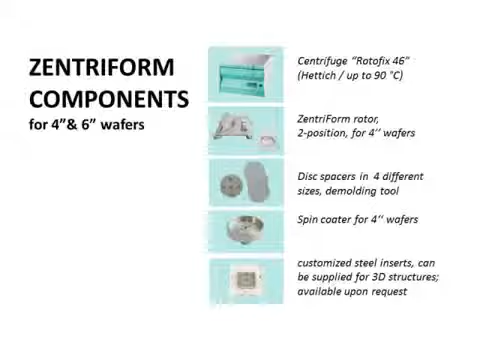 ZENTRIFORM
COMPONENTS
for 4”& 6” wafers
Centrifuge “Rotofix 46”
(Hettich / up to 90 °C)
ZentriForm rotor,
2-position, for 4‘‘ wafers
Disc spacers in 4 different
sizes, demolding tool
Spin coater for 4‘‘ wafers
customized steel inserts, can
be supplied for 3D structures;
available upon request